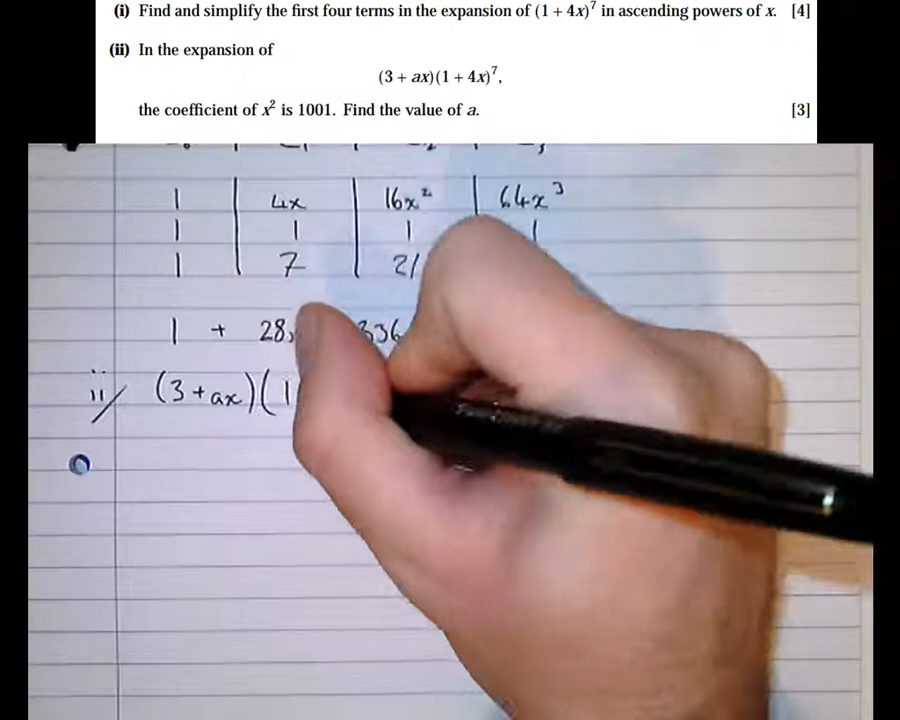 (i) Find and simplify the first four terms in the expansion of (1 + 4x)⁷ in ascending powers of x. [4]
(ii) In the expansion of
(3 + ax)(1 + 4x)⁷,
the coefficient of x² is 1001. Find the value of a. [3]
1 | 4x | 16x² | 64x³
1 | 1 | 1 | 1
1 | 7 | 21
1 + 28 336
ii/ (3 + ax)(1